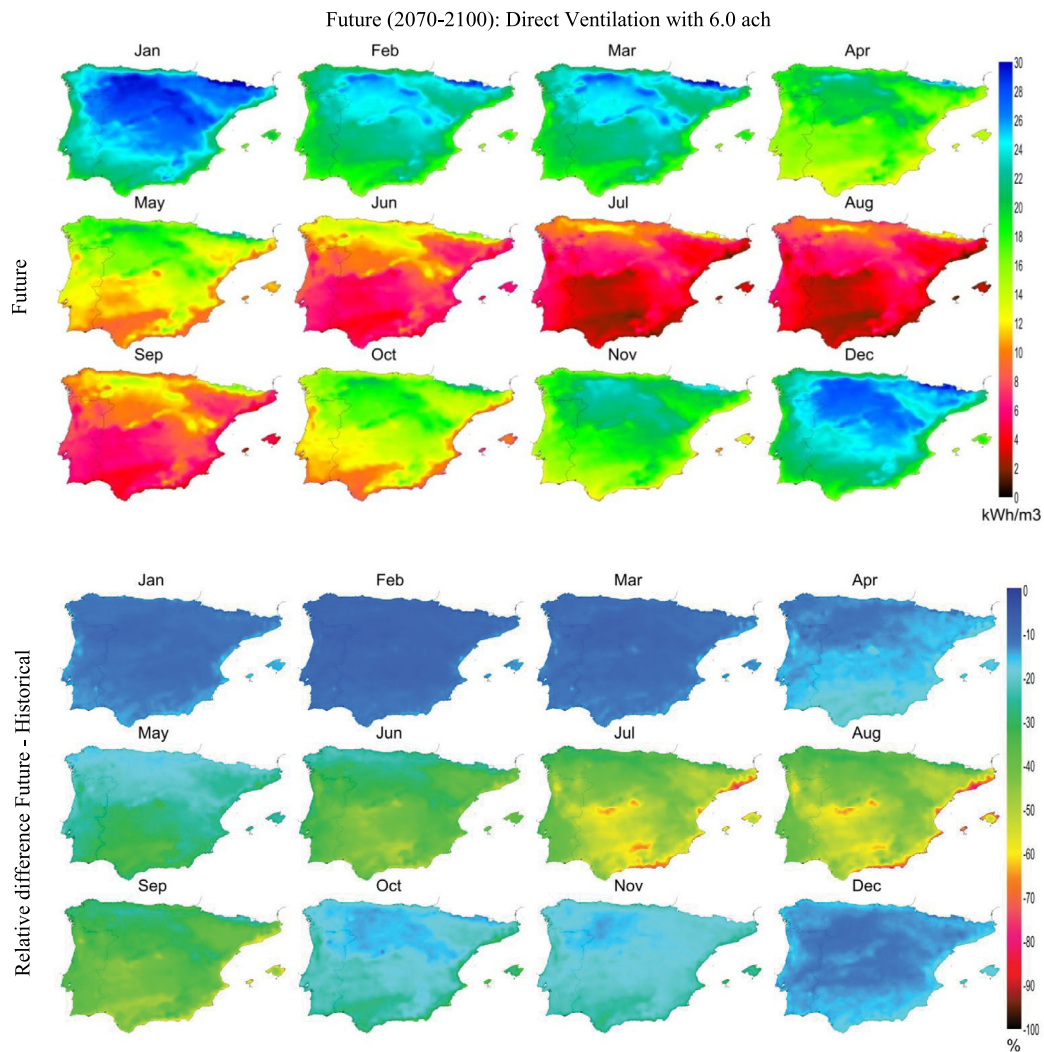 Future (2070-2100): Direct Ventilation with 6.0 ach
Jan Feb Mar Apr
May Jun Jul Aug
Sep Oct Nov Dec
Future
30
28
26
24
22
20
18
16
14
12
10
8
6
4
2
0
kWh/m3
Jan Feb Mar Apr
May Jun Jul Aug
Sep Oct Nov Dec
Relative difference Future - Historical
0
-10
-20
-30
-40
-50
-60
-70
-80
-90
-100
%